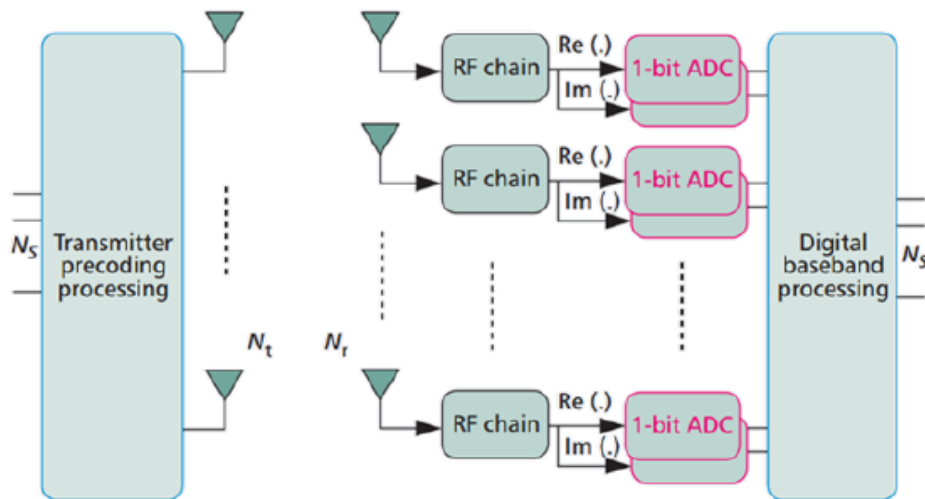 Re (.)
RF chain
1-bit ADC
Im (.)
Re (.)
RF chain
1-bit ADC
Im (.)
N_S
Transmitter
precoding
processing
Digital
baseband
processing
N_S
N_t
N_r
Re (.)
RF chain
1-bit ADC
Im (.)